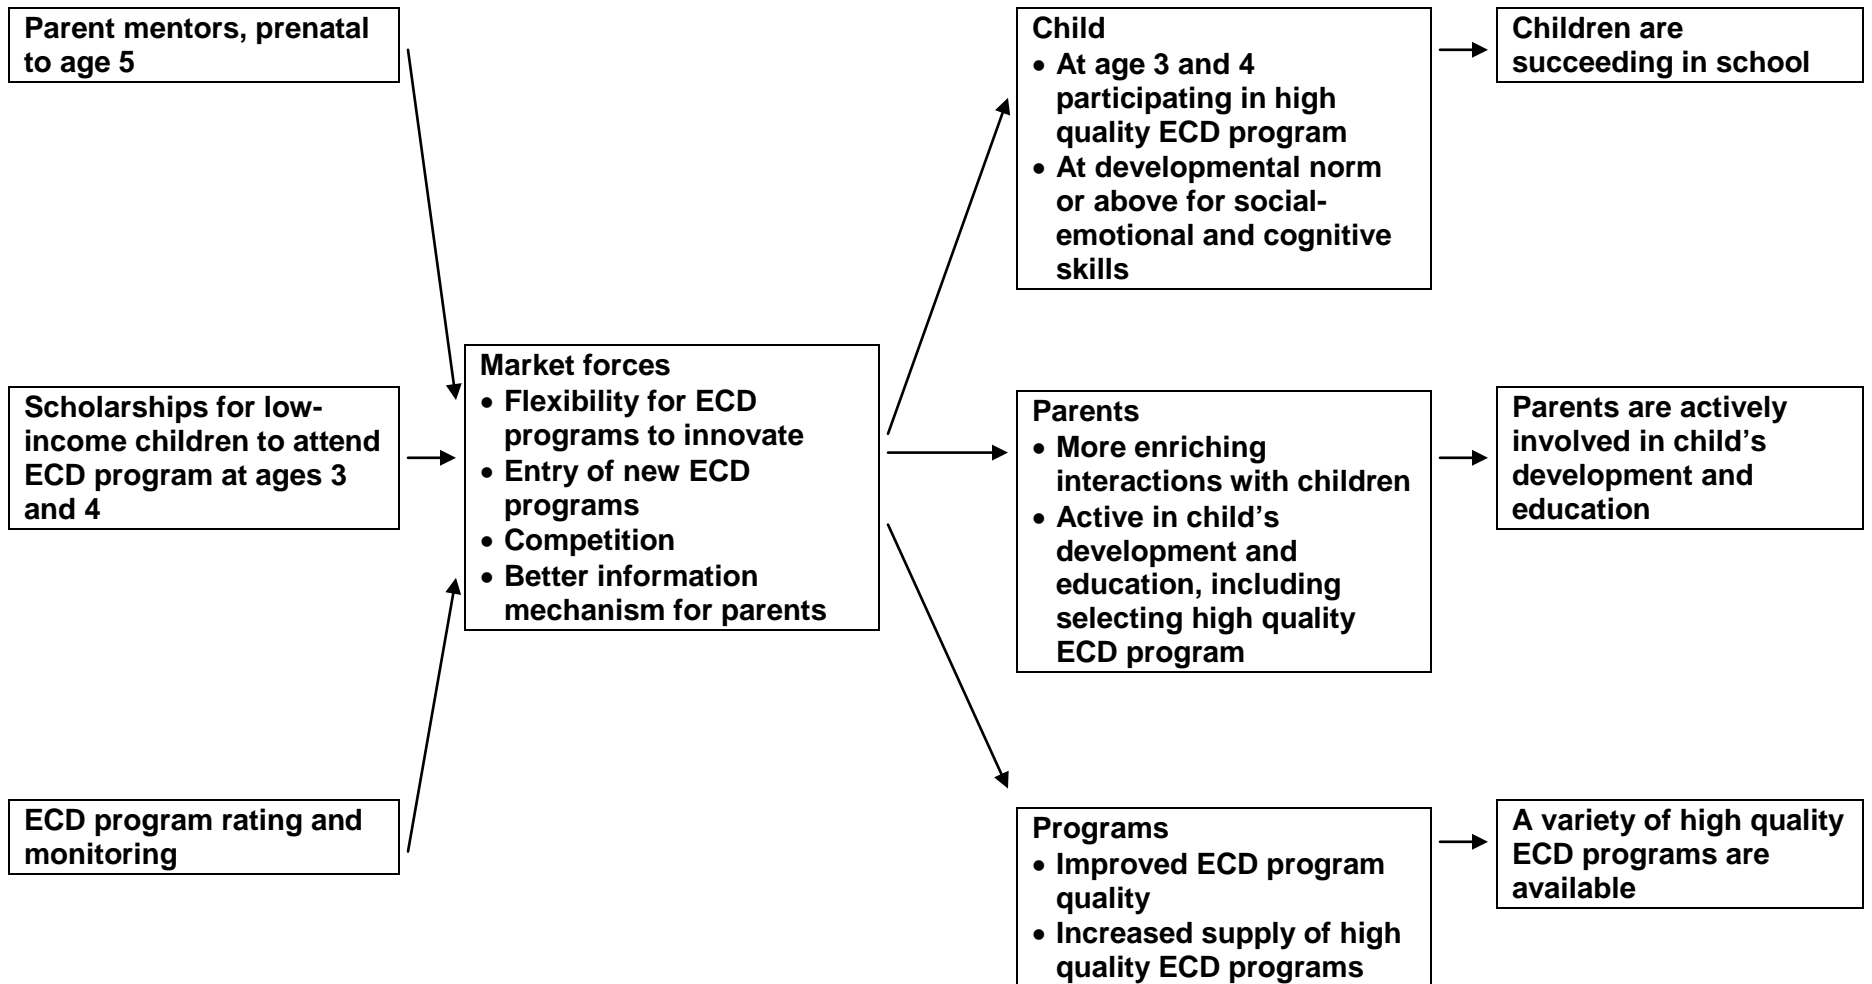 Parent mentors, prenatal
to age 5
Scholarships for low-
income children to attend
ECD program at ages 3
and 4
ECD program rating and
monitoring
Market forces
• Flexibility for ECD
programs to innovate
• Entry of new ECD
programs
• Competition
• Better information
mechanism for parents
Child
• At age 3 and 4
participating in high
quality ECD program
• At developmental norm
or above for social-
emotional and cognitive
skills
Parents
• More enriching
interactions with children
• Active in child’s
development and
education, including
selecting high quality
ECD program
Programs
• Improved ECD program
quality
• Increased supply of high
quality ECD programs
Children are
succeeding in school
Parents are actively
involved in child’s
development and
education
A variety of high quality
ECD programs are
available